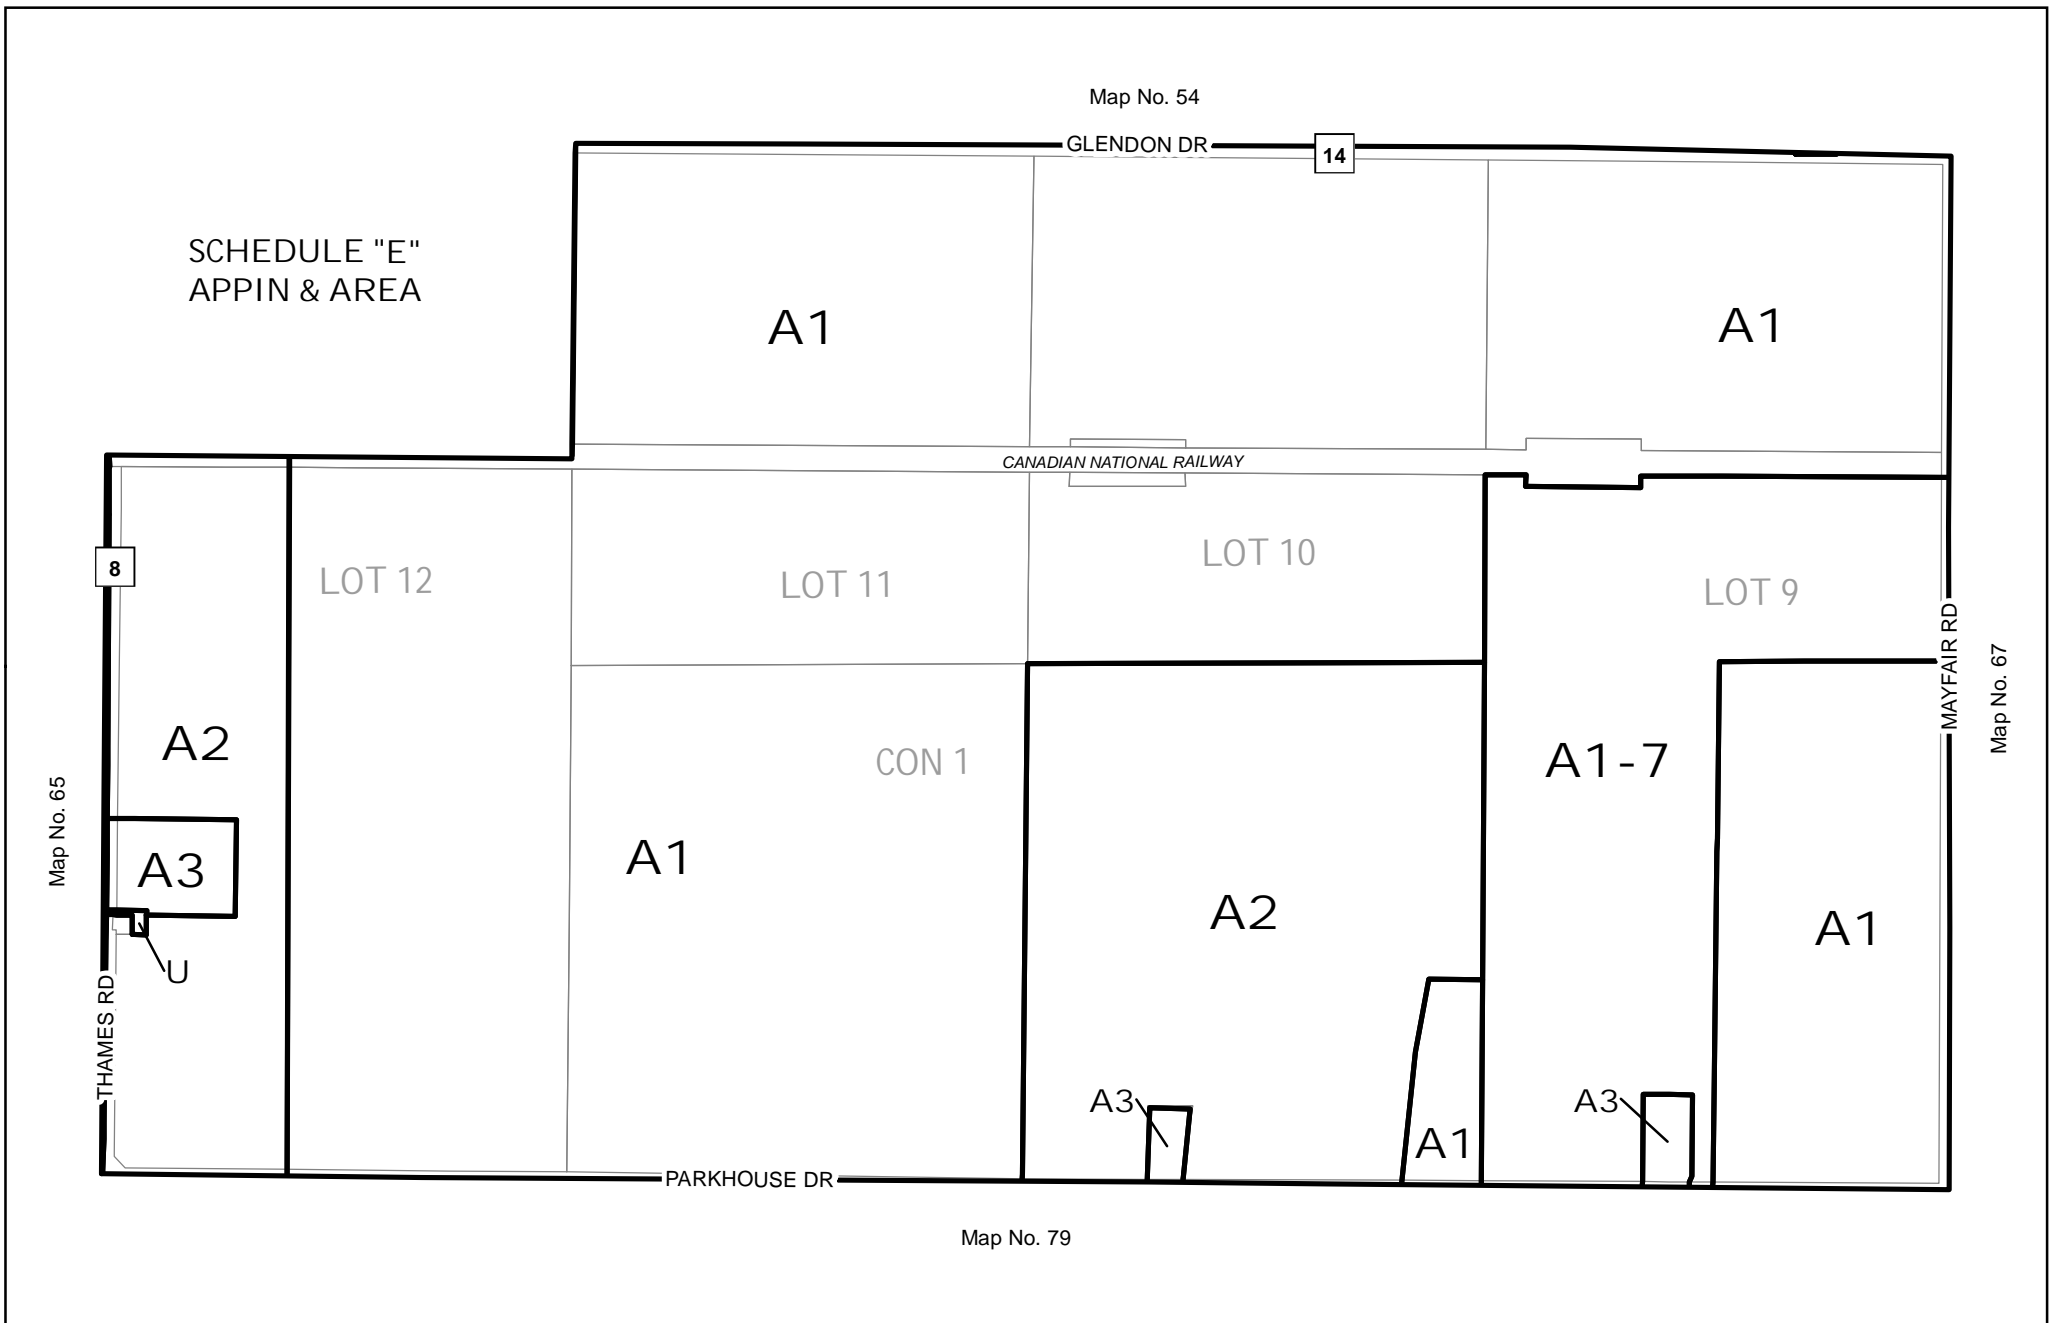 Map No. 54
GLENDON DR
14
SCHEDULE "E"
APPIN & AREA
A1
A1
CANADIAN NATIONAL RAILWAY
8
LOT 12
LOT 11
LOT 10
LOT 9
MAYFAIR RD
Map No. 67
A2
CON 1
A1-7
Map No. 65
A3
A1
A2
A1
U
THAMES RD
A3
A1
A3
PARKHOUSE DR
Map No. 79